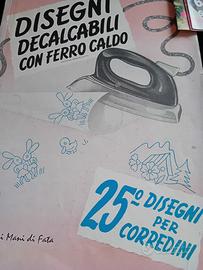 DISEGNI
DECALCABILI
CON FERRO CALDO
25º DISEGNI
PER
CORREDINI
i Mani di Fata